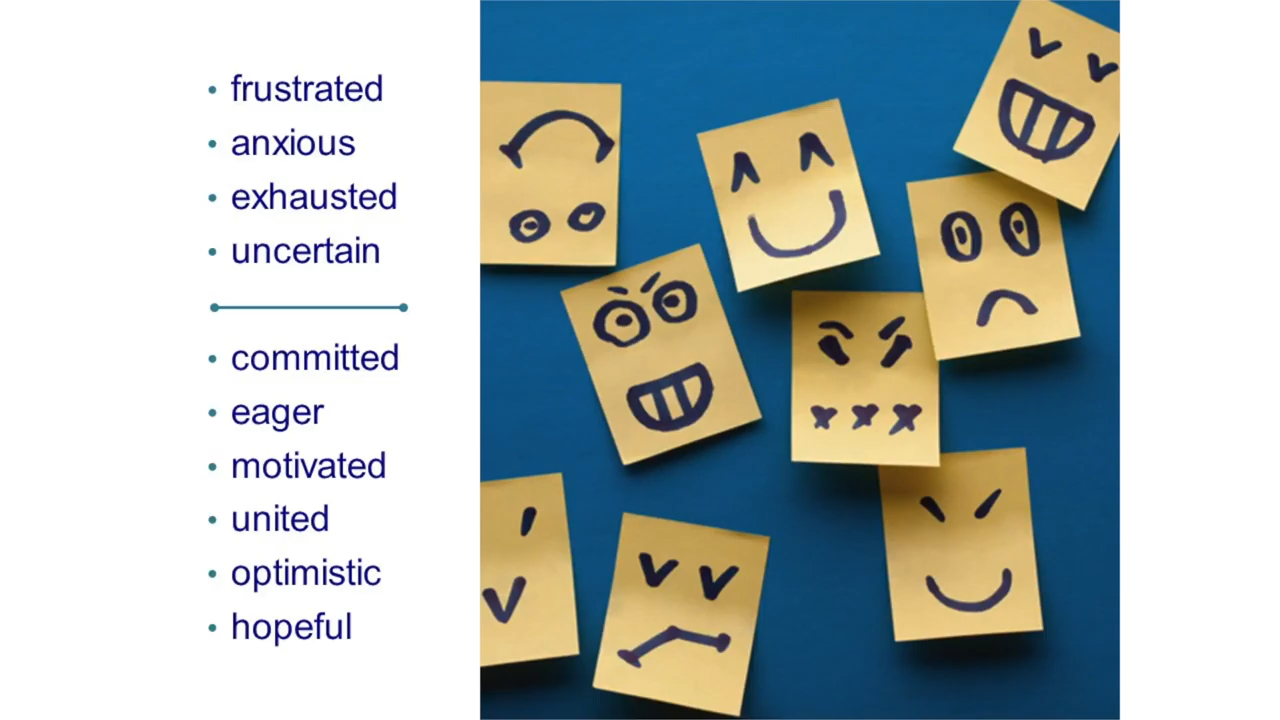 frustrated
anxious
exhausted
uncertain
committed
eager
motivated
united
optimistic
hopeful